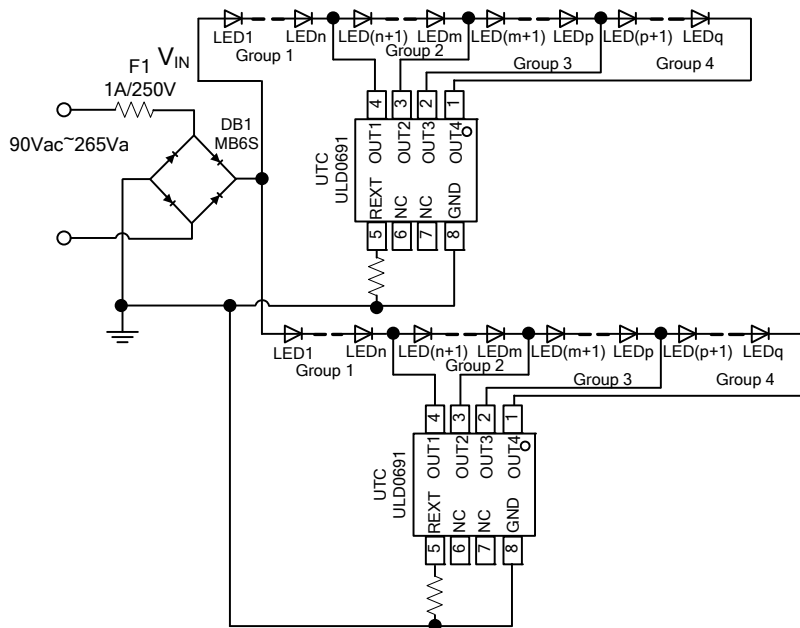 LED1 LEDn LED(n+1) LEDm LED(m+1) LEDp LED(p+1) LEDq
Group 1 Group 2 Group 3 Group 4
VIN
F1
1A/250V
DB1
MB6S
90Vac~265Va
4 3 2 1
OUT1 OUT2 OUT3 OUT4
UTC
ULD0691
REXT NC NC GND
5 6 7 8
LED1 LEDn LED(n+1) LEDm LED(m+1) LEDp LED(p+1) LEDq
Group 1 Group 2 Group 3 Group 4
4 3 2 1
OUT1 OUT2 OUT3 OUT4
UTC
ULD0691
REXT NC NC GND
5 6 7 8